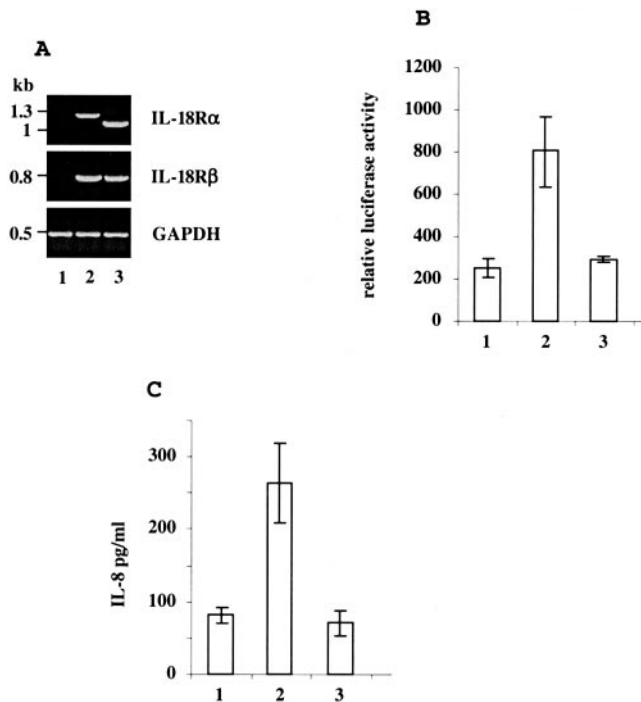 A
kb
1.3
1
IL-18Rα
0.8
IL-18Rβ
0.5
GAPDH
1 2 3
B
relative luciferase activity
1200
1000
800
600
400
200
0
1 2 3
C
IL-8 pg/ml
300
200
100
0
1 2 3